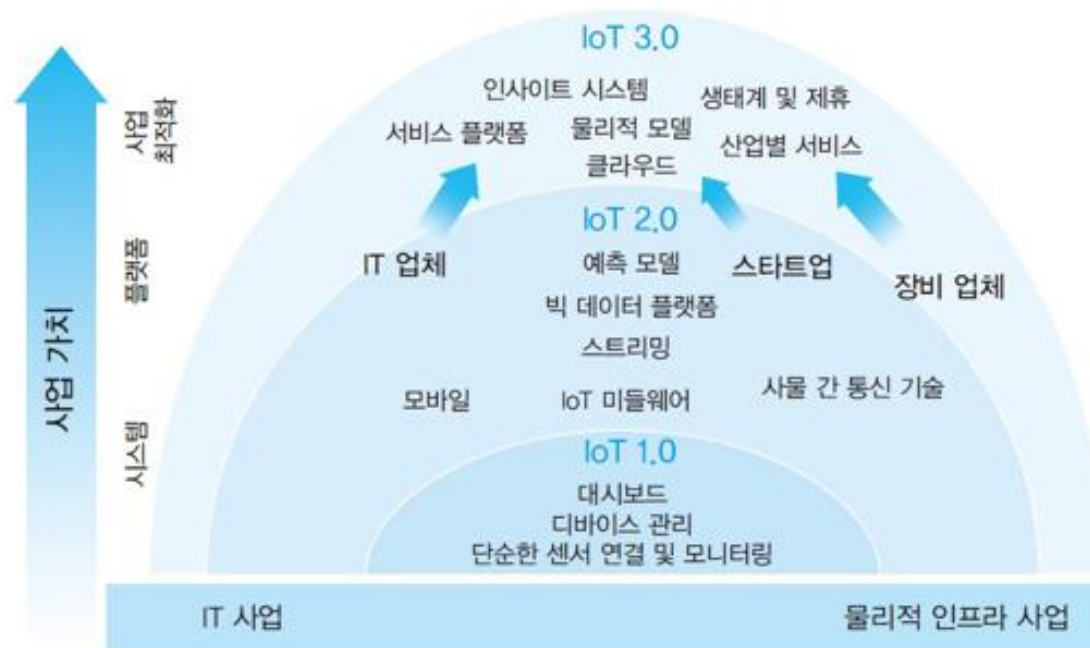 IoT 3.0
인사이트 시스템
생태계 및 제휴
서비스 플랫폼
물리적 모델
산업별 서비스
클라우드
사업
최적화
IoT 2.0
IT 업체
예측 모델
스타트업
장비 업체
플랫폼
빅 데이터 플랫폼
스트리밍
사업 가치
모바일
IoT 미들웨어
사물 간 통신 기술
시스템
IoT 1.0
대시보드
디바이스 관리
단순한 센서 연결 및 모니터링
IT 사업
물리적 인프라 사업